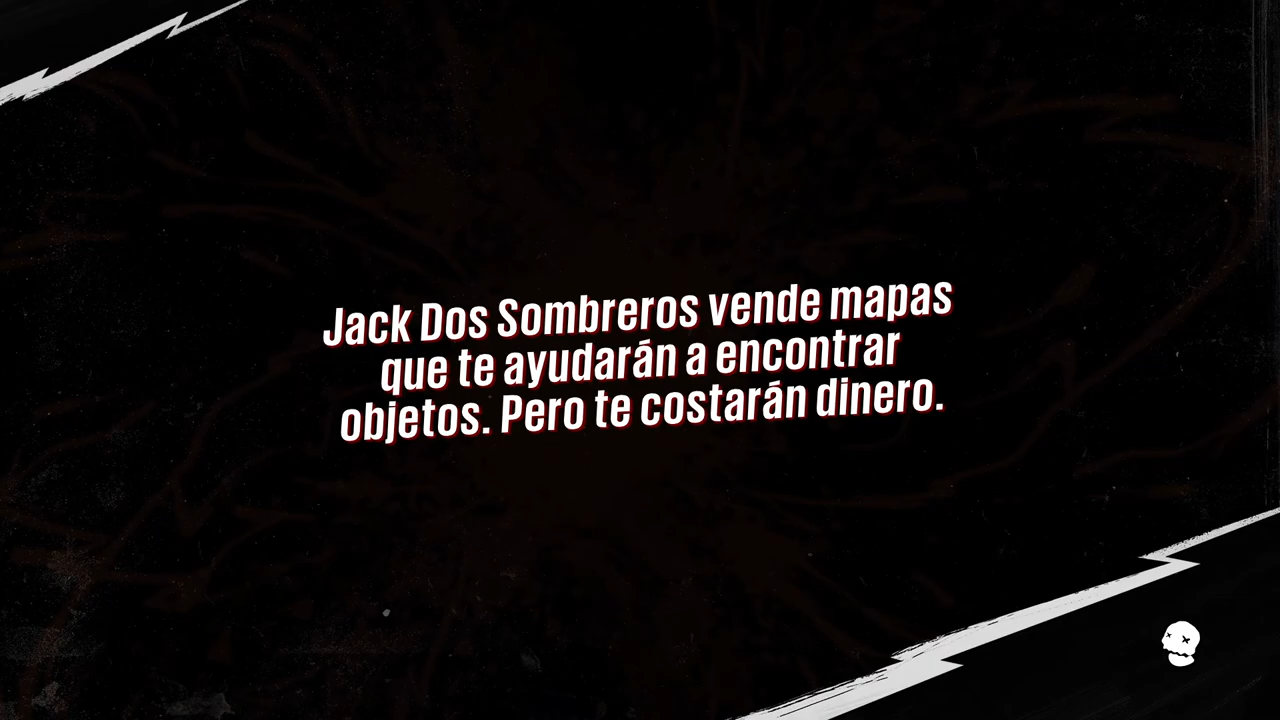 Jack Dos Sombreros vende mapas
que te ayudarán a encontrar
objetos. Pero te costarán dinero.